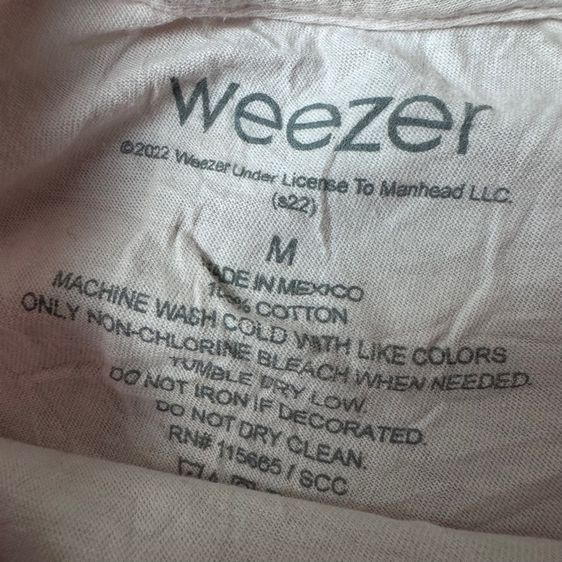 weezer
©2022 Weezer Under License To Manhead LLC.
(s22)
M
MADE IN MEXICO
100% COTTON
MACHINE WASH COLD WITH LIKE COLORS
ONLY NON-CHLORINE BLEACH WHEN NEEDED.
TUMBLE DRY LOW.
DO NOT IRON IF DECORATED.
DO NOT DRY CLEAN.
RN# 115665 / SCC